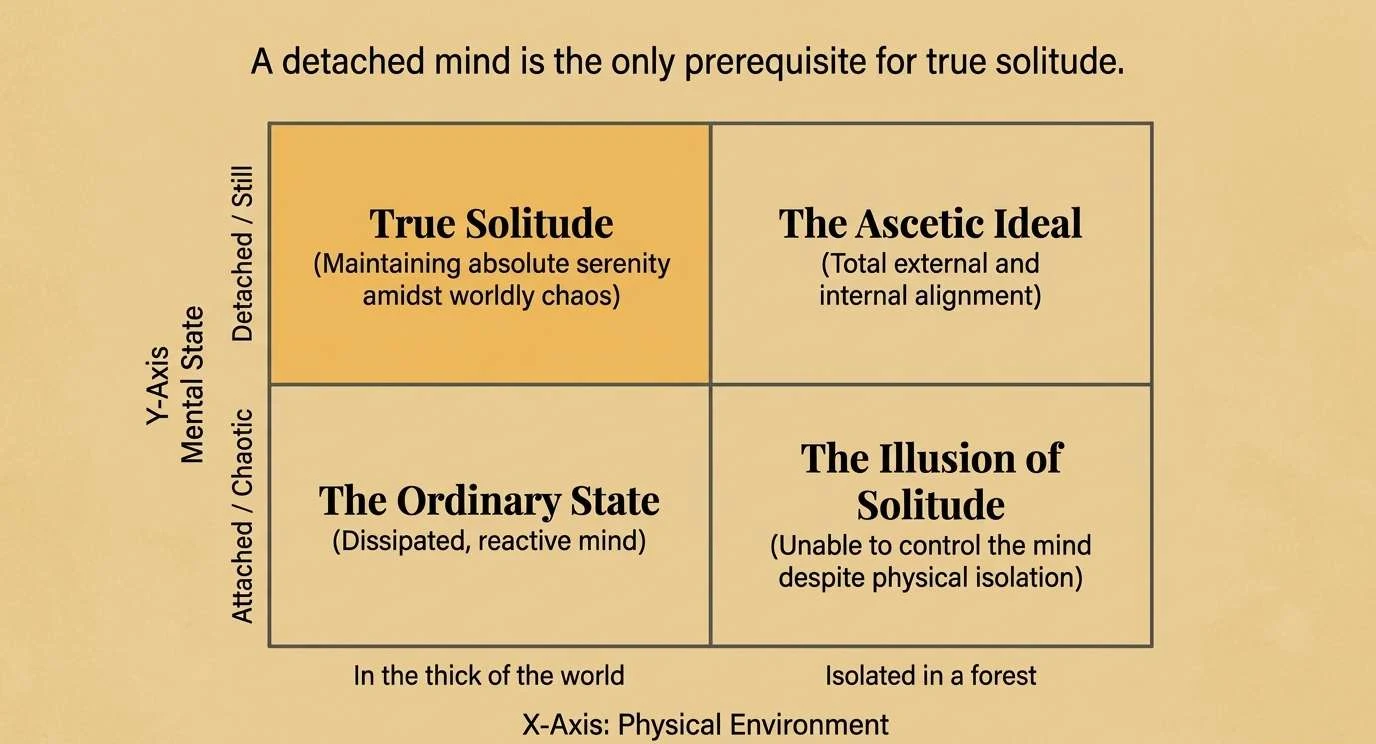 A detached mind is the only prerequisite for true solitude.
Y-Axis
Mental State
Detached / Still
True Solitude
(Maintaining absolute serenity
amidst worldly chaos)
The Ascetic Ideal
(Total external and
internal alignment)
Attached / Chaotic
The Ordinary State
(Dissipated, reactive mind)
The Illusion of
Solitude
(Unable to control the mind
despite physical isolation)
In the thick of the world
Isolated in a forest
X-Axis: Physical Environment